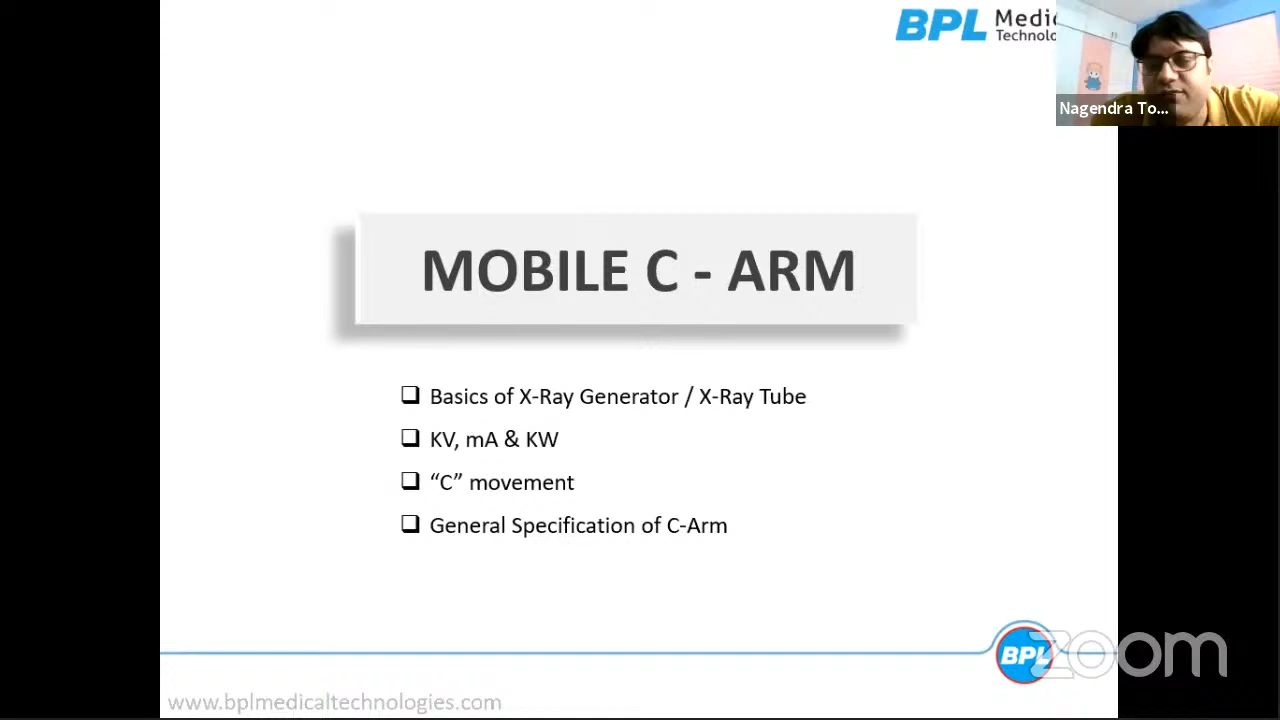 BPL Medic
Technolo
Nagendra To...
MOBILE C - ARM
Basics of X-Ray Generator / X-Ray Tube
KV, mA & KW
“C” movement
General Specification of C-Arm
BPL
zoom
www.bplmedicaltechnologies.com